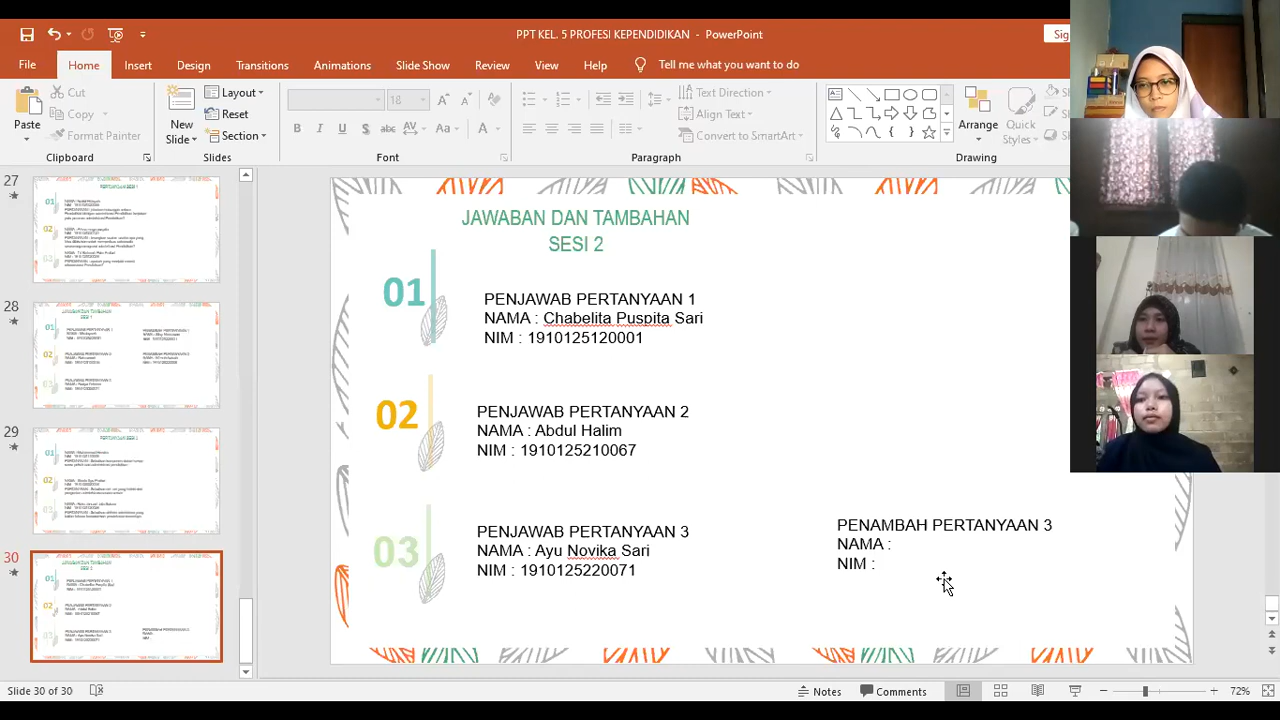 PPT KEL. 5 PROFESI KEPENDIDIKAN - PowerPoint
Sig
File Home Insert Design Transitions Animations Slide Show Review View Help Tell me what you want to do
Cut
Copy
Format Painter
Paste
Clipboard
New
Slide
Layout
Reset
Section
Slides
B I U S abc AV Aa A
Font
Text Direction
Align Text
Convert to SmartArt
Paragraph
Arrange
Quick
Styles
Drawing
27
28
29
30
JAWABAN DAN TAMBAHAN
SESI 2
01
PENJAWAB PERTANYAAN 1
NAMA : Chabelita Puspita Sari
NIM : 1910125120001
02
PENJAWAB PERTANYAAN 2
NAMA : Abdul Halim
NIM : 1910125210067
03
PENJAWAB PERTANYAAN 3
NAMA : Ayu Novika Sari
NIM : 1910125220071
PENAMBAH PERTANYAAN 3
NAMA :
NIM :
Slide 30 of 30
Notes
Comments
72%